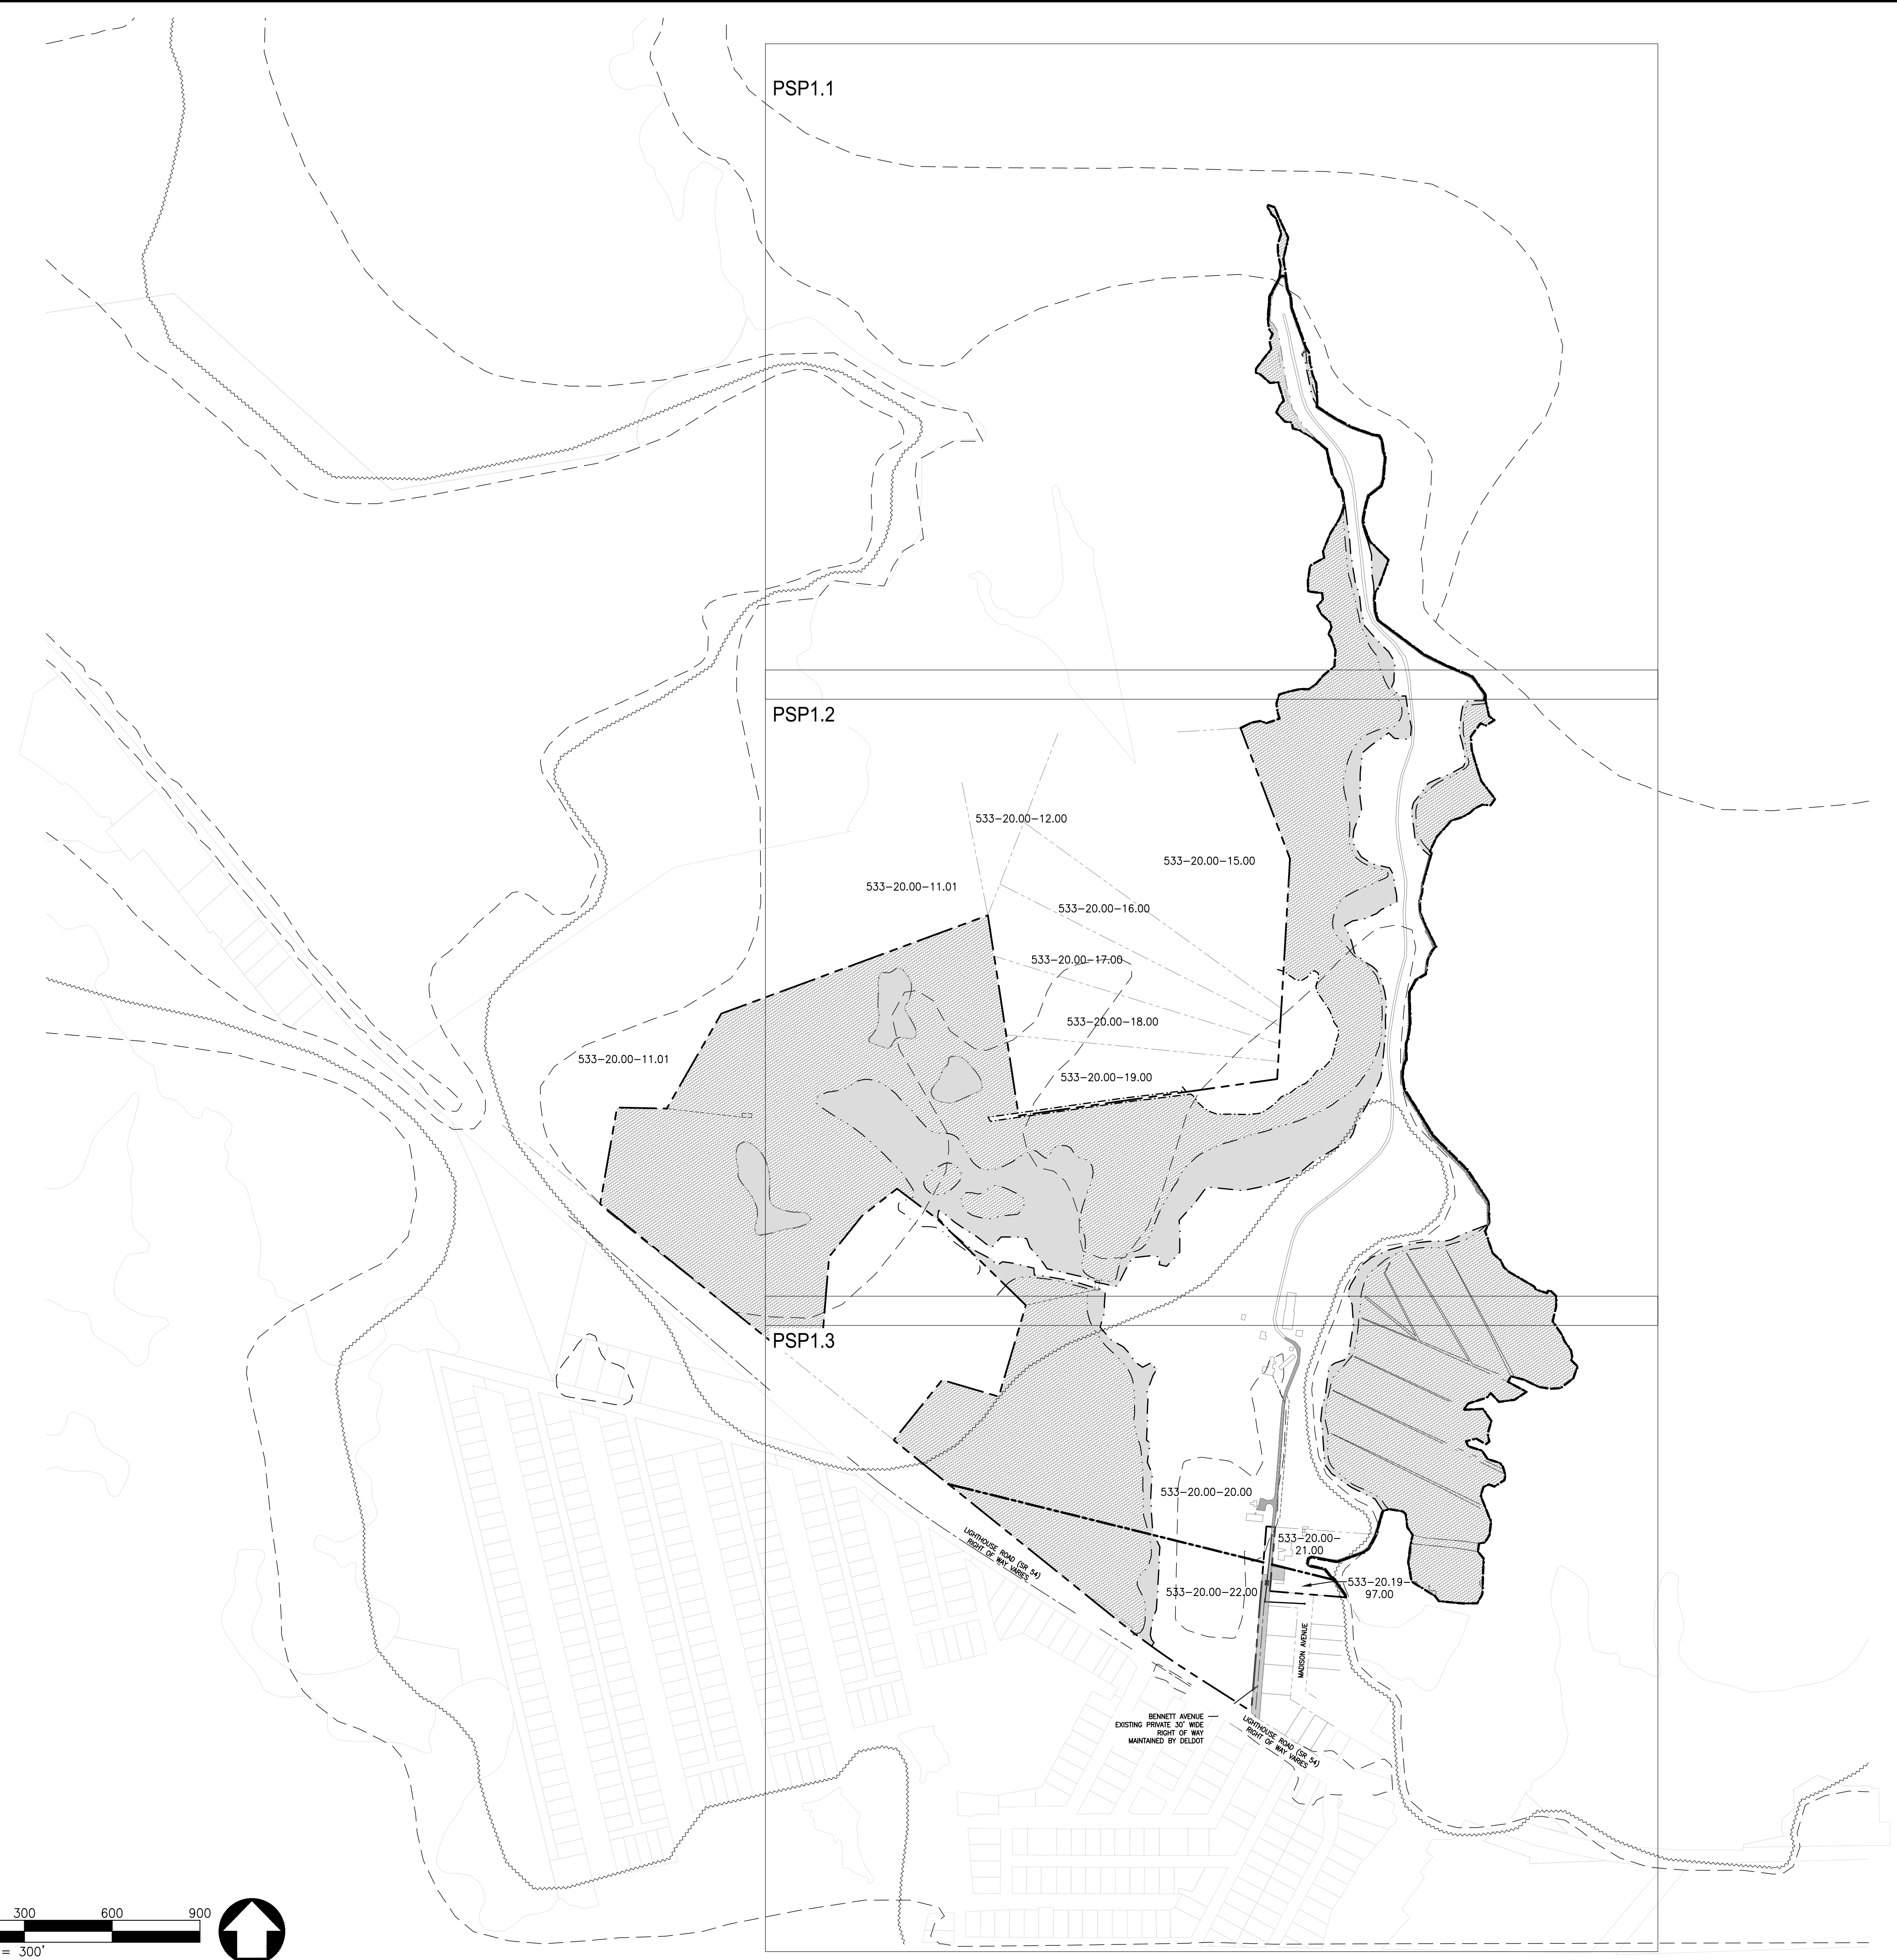 PSP1.1
PSP1.2
533-20.00-12.00
533-20.00-15.00
533-20.00-11.01
533-20.00-16.00
533-20.00-17.00
533-20.00-18.00
533-20.00-11.01
533-20.00-19.00
PSP1.3
533-20.00-20.00
LIGHTHOUSE ROAD (SR 54)
RIGHT OF WAY VARIES
533-20.00-
21.00
533-20.00-22.00
533-20.19-
97.00
MADISON AVENUE
BENNETT AVENUE
EXISTING PRIVATE 30' WIDE
RIGHT OF WAY
MAINTAINED BY DELDOT
LIGHTHOUSE ROAD (SR 54)
RIGHT OF WAY VARIES
300 600 900
= 300'